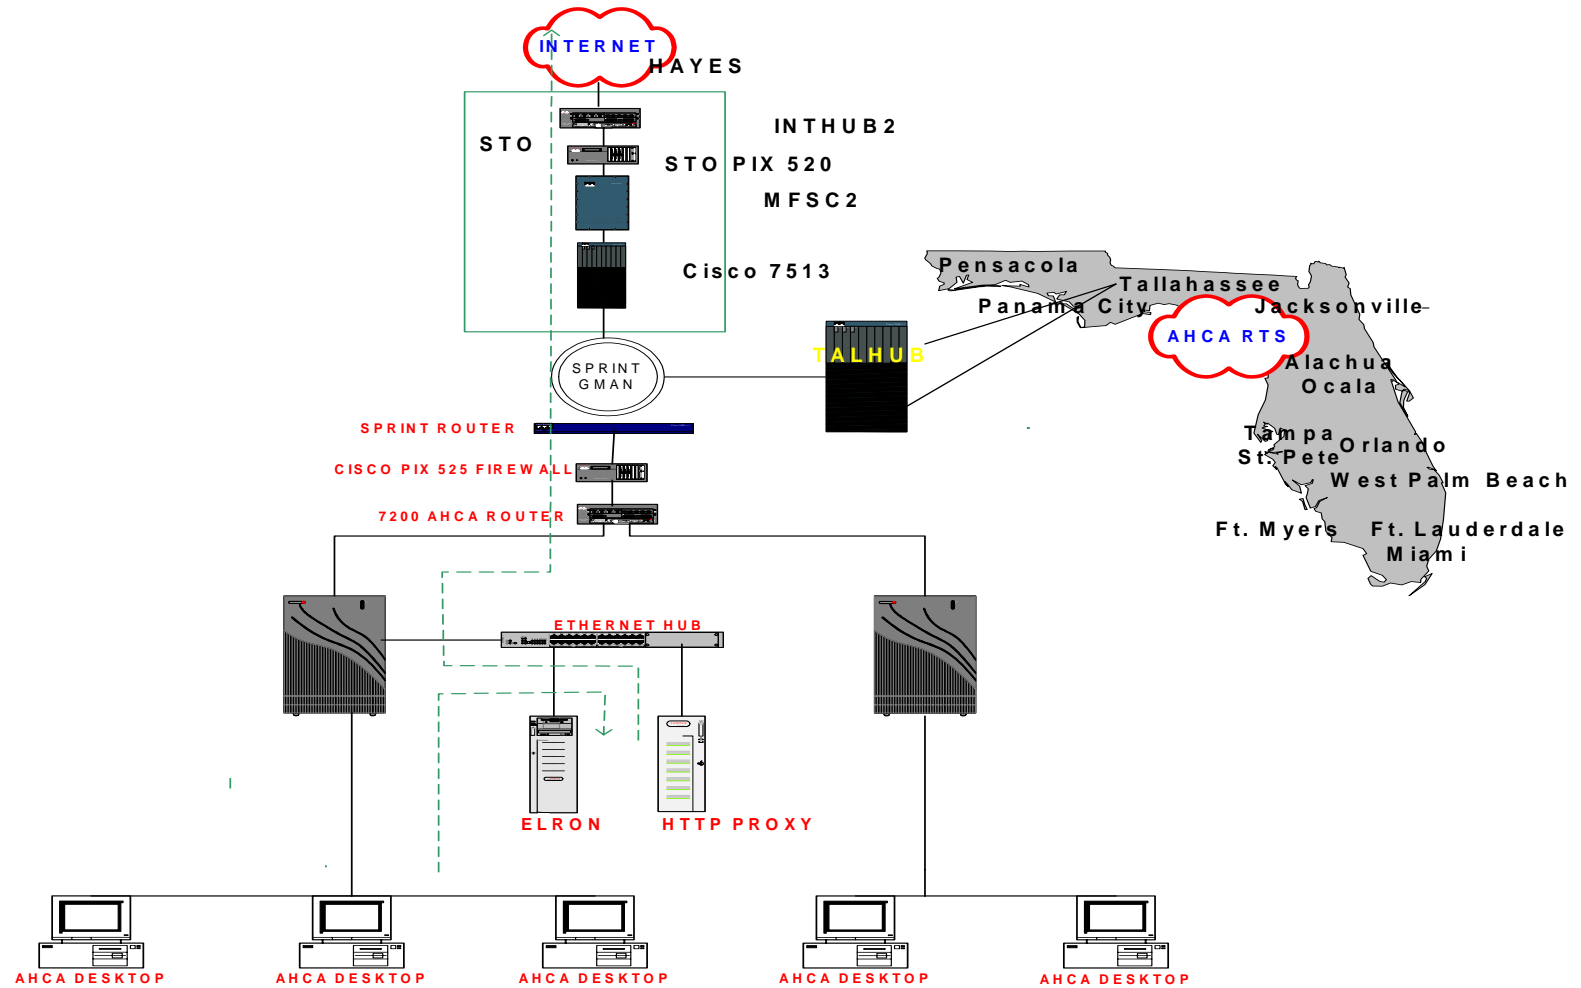 INTERNET
HAYES
STO
INTHUB2
STO PIX 520
MFSC2
Cisco 7513
Pensacola
Tallahassee
Panama City
Jacksonville
AHCA RTS
TALHUB
Alachua
Ocala
SPRINT
GMAN
SPRINT ROUTER
Tampa
Orlando
St. Pete
CISCO PIX 525 FIREWALL
West Palm Beach
7200 AHCA ROUTER
Ft. Myers
Ft. Lauderdale
Miami
ETHERNET HUB
ELRON
HTTP PROXY
AHCA DESKTOP
AHCA DESKTOP
AHCA DESKTOP
AHCA DESKTOP
AHCA DESKTOP